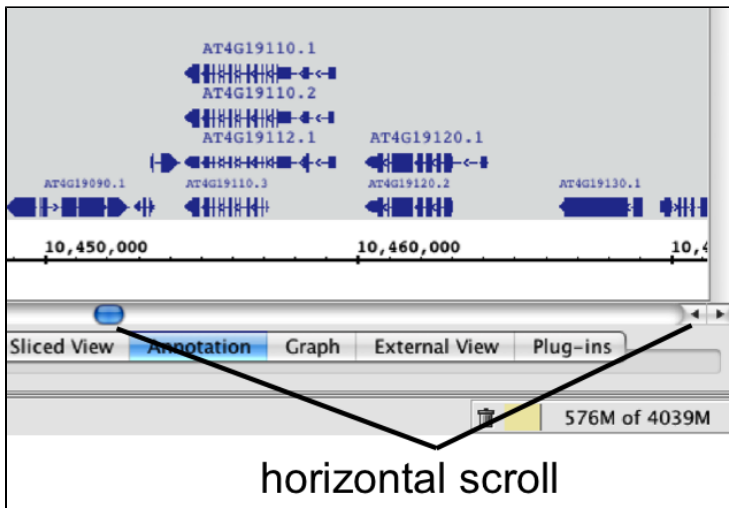 AT4G19110.1
AT4G19110.2
AT4G19112.1 AT4G19120.1
AT4G19090.1 AT4G19110.3 AT4G19120.2 AT4G19130.1
10,450,000 10,460,000 10,4
Sliced View Annotation Graph External View Plug-ins
576M of 4039M
horizontal scroll